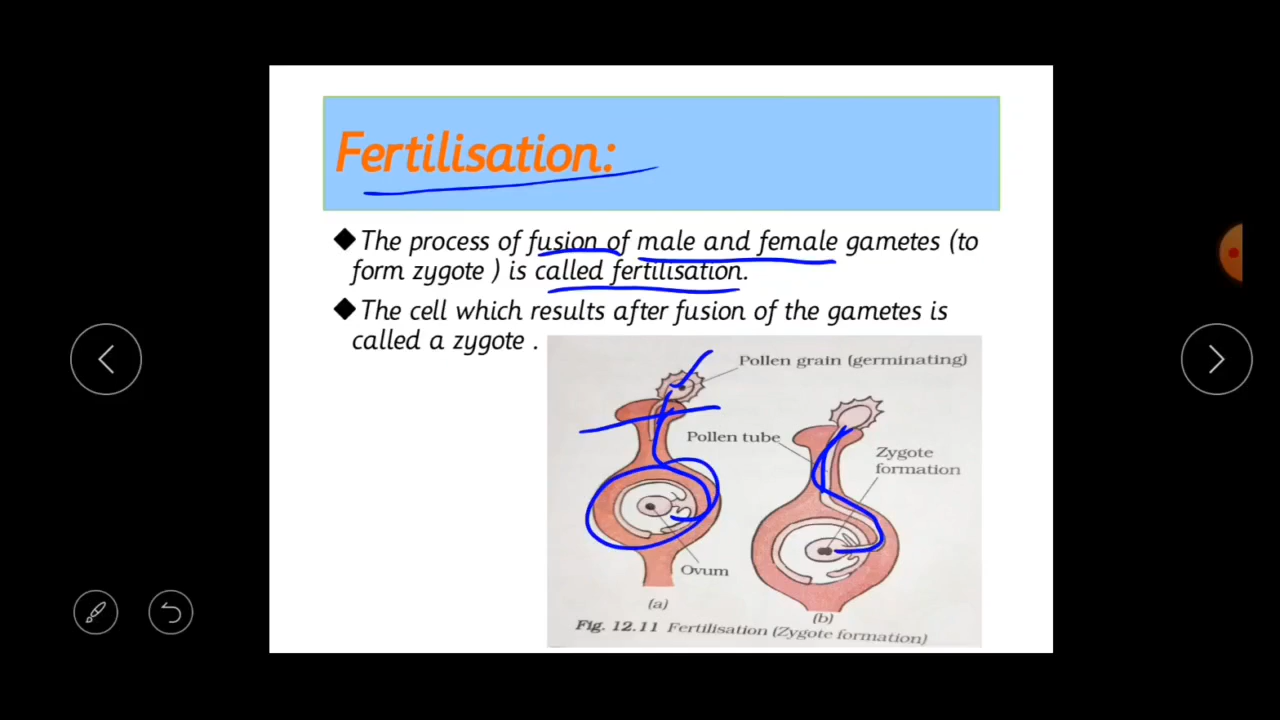 Fertilisation:
◆The process of fusion of male and female gametes (to
form zygote ) is called fertilisation.
◆The cell which results after fusion of the gametes is
called a zygote .
Pollen grain (germinating)
Pollen tube
Zygote
formation
Ovum
(a)
(b)
Fig. 12.11 Fertilisation (Zygote formation)